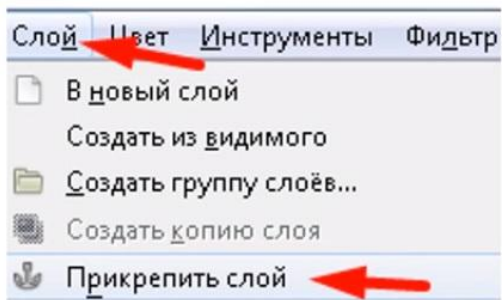 Слой Цвет Инструменты Фильтр
В новый слой
Создать из видимого
Создать группу слоёв...
Создать копию слоя
Прикрепить слой